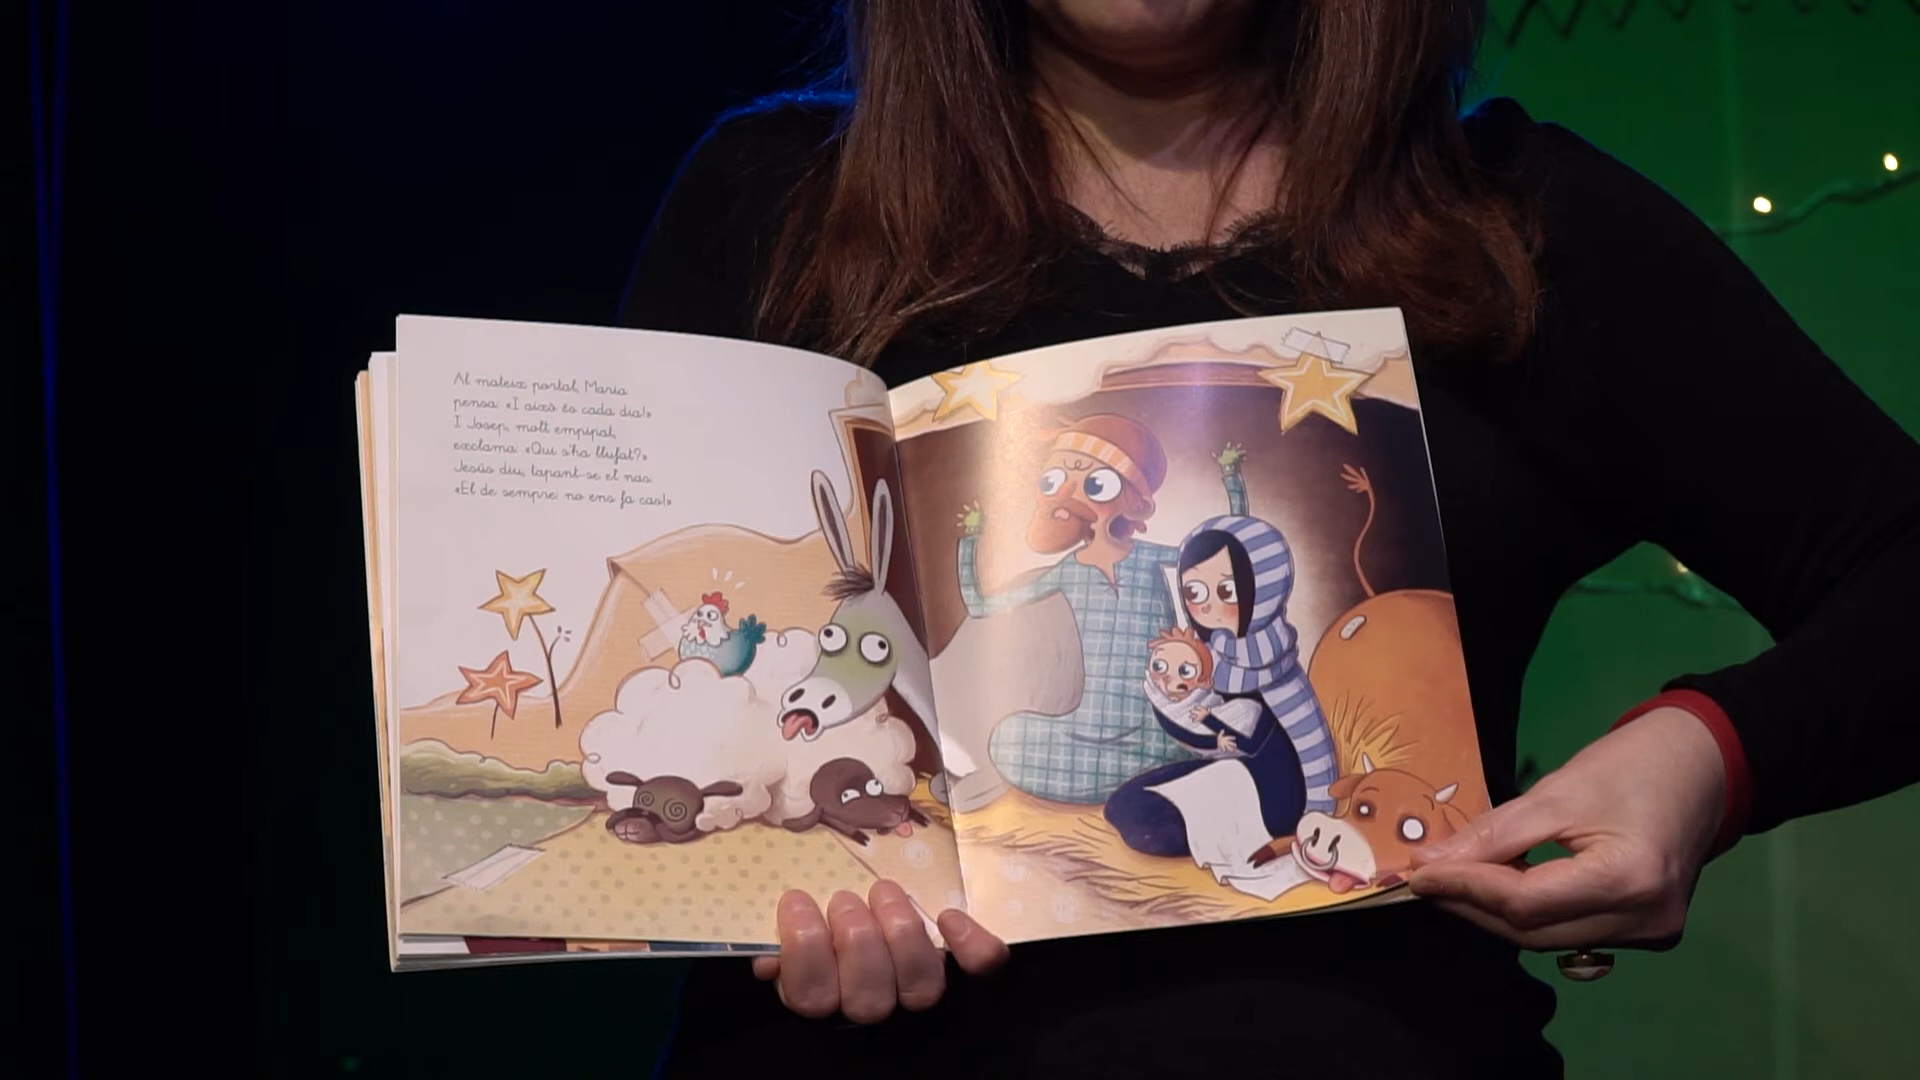 Al mateix portal, Maria
pensa: «I això és cada dia!»
I Josep, molt empipat,
exclama: «Qui s'ha llufat?»
Jesús diu, tapant-se el nas:
«El de sempre: no ens fa cas!»